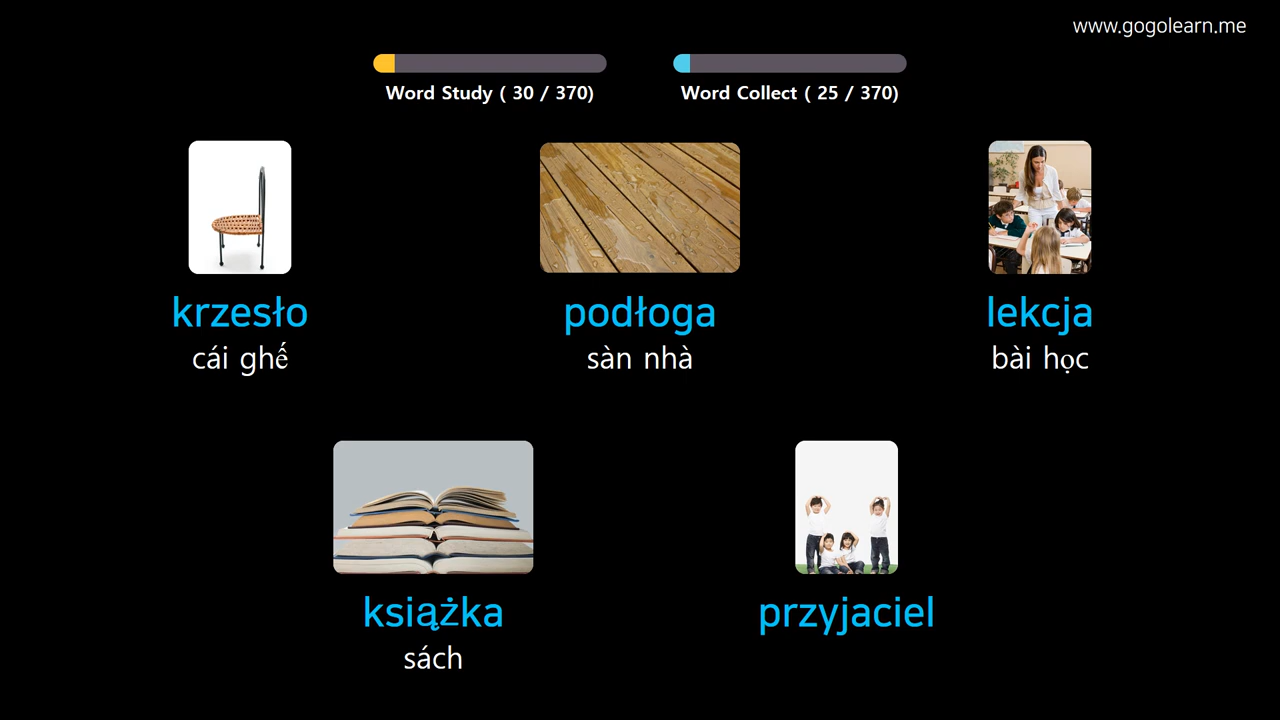 www.gogolearn.me
Word Study ( 30 / 370)
Word Collect ( 25 / 370)
krzesło
cái ghế
podłoga
sàn nhà
lekcja
bài học
książka
sách
przyjaciel